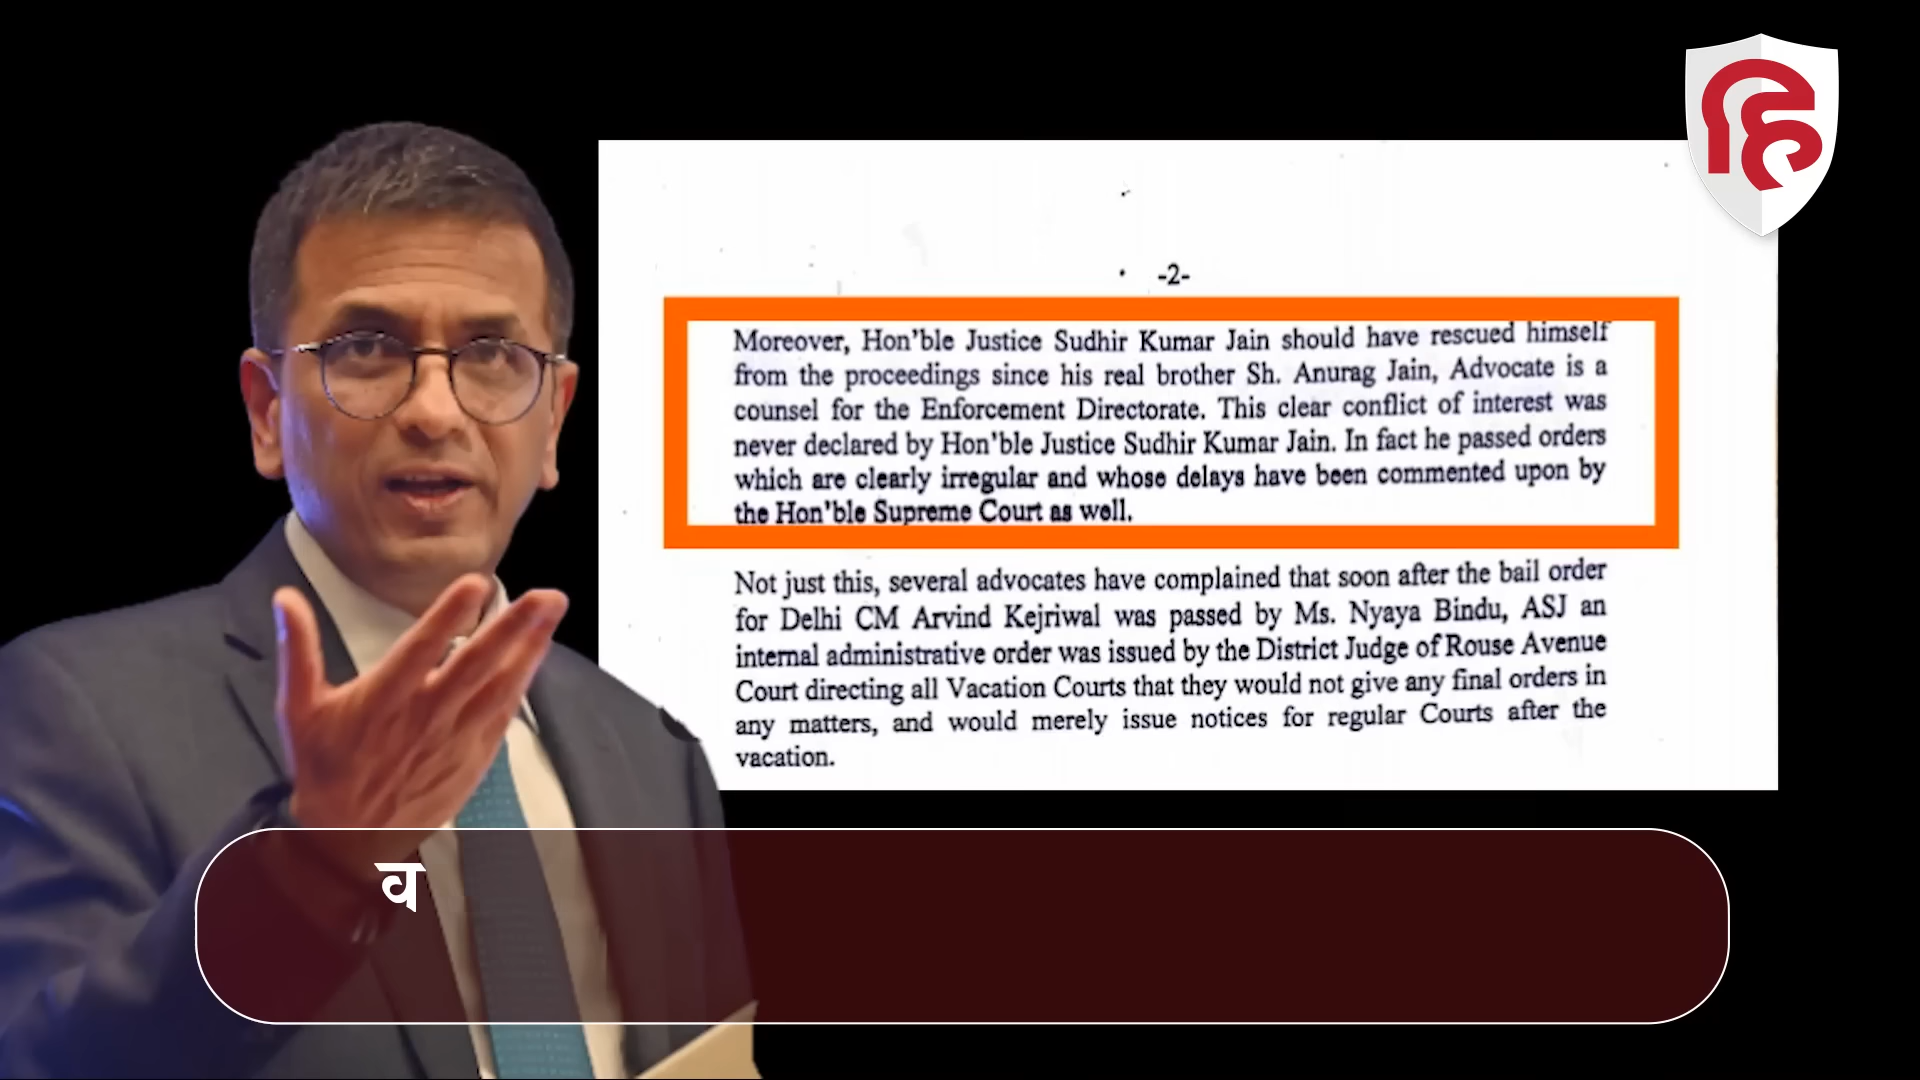 हि
-2-
Moreover, Hon'ble Justice Sudhir Kumar Jain should have rescued himself
from the proceedings since his real brother Sh. Anurag Jain, Advocate is a
counsel for the Enforcement Directorate. This clear conflict of interest was
never declared by Hon'ble Justice Sudhir Kumar Jain. In fact he passed orders
which are clearly irregular and whose delays have been commented upon by
the Hon'ble Supreme Court as well.
Not just this, several advocates have complained that soon after the bail order
for Delhi CM Arvind Kejriwal was passed by Ms. Nyaya Bindu, ASJ an
internal administrative order was issued by the District Judge of Rouse Avenue
Court directing all Vacation Courts that they would not give any final orders in
any matters, and would merely issue notices for regular Courts after the
vacation.
व